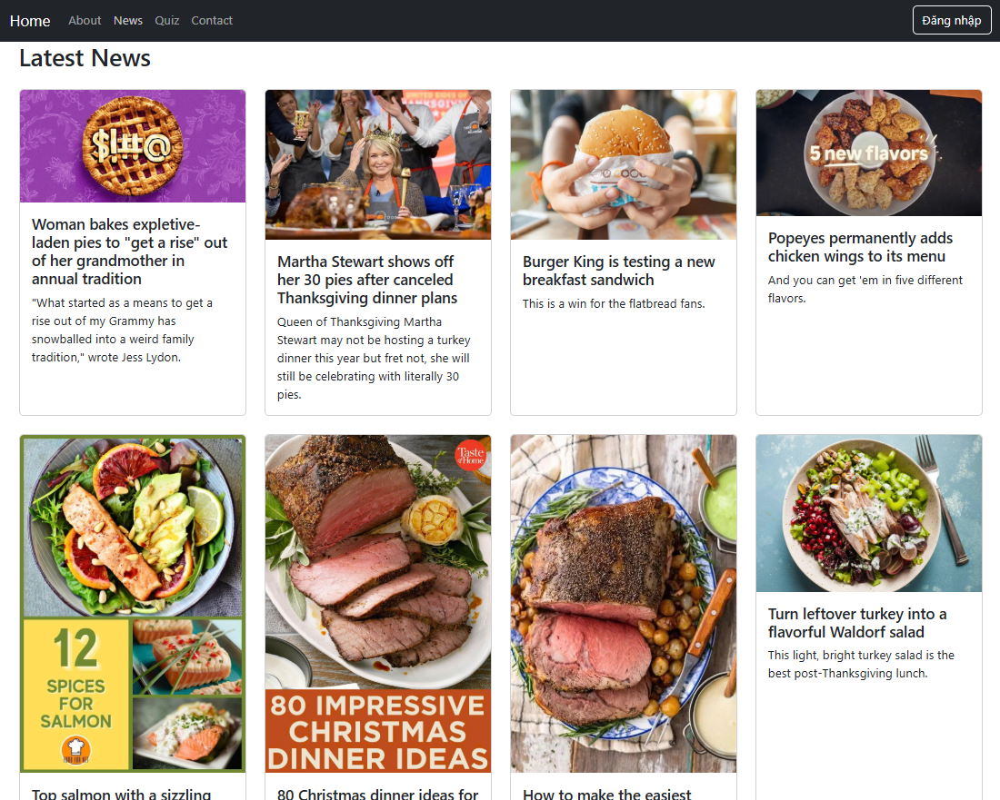 Home About News Quiz Contact Đăng nhập
Latest News
$!#@
Woman bakes expletive-
laden pies to "get a rise" out
of her grandmother in
annual tradition
"What started as a means to get a
rise out of my Grammy has
snowballed into a weird family
tradition," wrote Jess Lydon.
UNITED SIDES OF
Martha Stewart shows off
her 30 pies after canceled
Thanksgiving dinner plans
Queen of Thanksgiving Martha
Stewart may not be hosting a turkey
dinner this year but fret not, she will
still be celebrating with literally 30
pies.
Burger King is testing a new
breakfast sandwich
This is a win for the flatbread fans.
5 new flavors
Popeyes permanently adds
chicken wings to its menu
And you can get 'em in five different
flavors.
12
SPICES
FOR
SALMON
Top salmon with a sizzling
Taste
of Home
80 IMPRESSIVE
CHRISTMAS
DINNER IDEAS
80 Christmas dinner ideas for
How to make the easiest
Turn leftover turkey into a
flavorful Waldorf salad
This light, bright turkey salad is the
best post-Thanksgiving lunch.